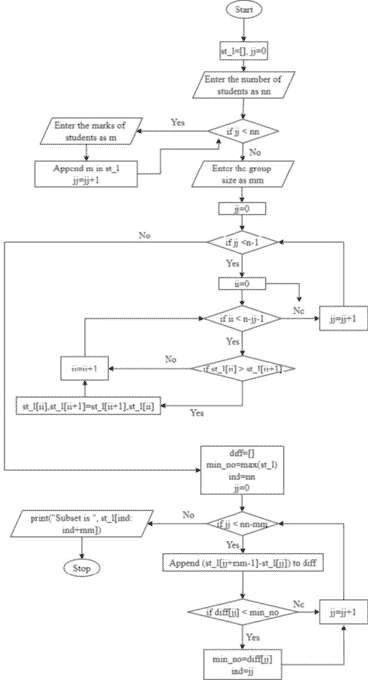 Start
st_l=[], jj=0
Enter the number of
students as nn
if jj < nn
Yes
Enter the marks of
students as m
Append m in st_l
jj=jj+1
No
Enter the group
size as mm
jj=0
if jj <n-1
No
Yes
ii=0
Nc
if ii < n-jj-1
jj=jj+1
Yes
if st_l[ii] > st_l[ii+1]
No
ii=ii+1
Yes
st_l[ii],st_l[ii+1]=st_l[ii+1],st_l[ii]
diff=[]
min_no=max(st_l)
ind=nn
jj=0
if jj < nn-mm
No
print("Subset is ", st_l[ind:
ind+mm])
Stop
Yes
Append (st_l[jj+mm-1]-st_l[jj]) to diff
if diff[jj] < min_no
Nc
jj=jj+1
Yes
min_no=diff[jj]
ind=jj